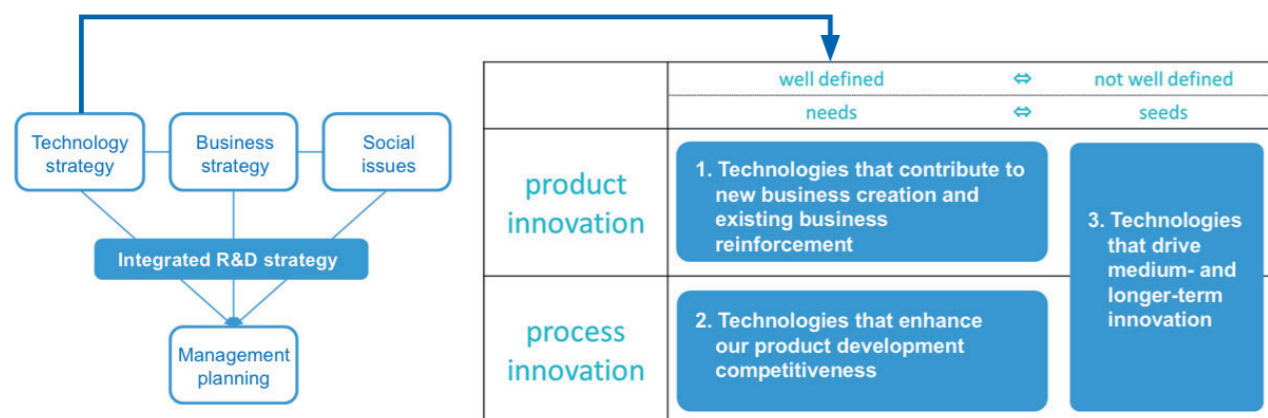 Technology
strategy
Business
strategy
Social
issues
Integrated R&D strategy
Management
planning
well defined ⇔ not well defined
needs ⇔ seeds
product
innovation
1. Technologies that contribute to
new business creation and
existing business
reinforcement
process
innovation
2. Technologies that enhance
our product development
competitiveness
3. Technologies
that drive
medium- and
longer-term
innovation